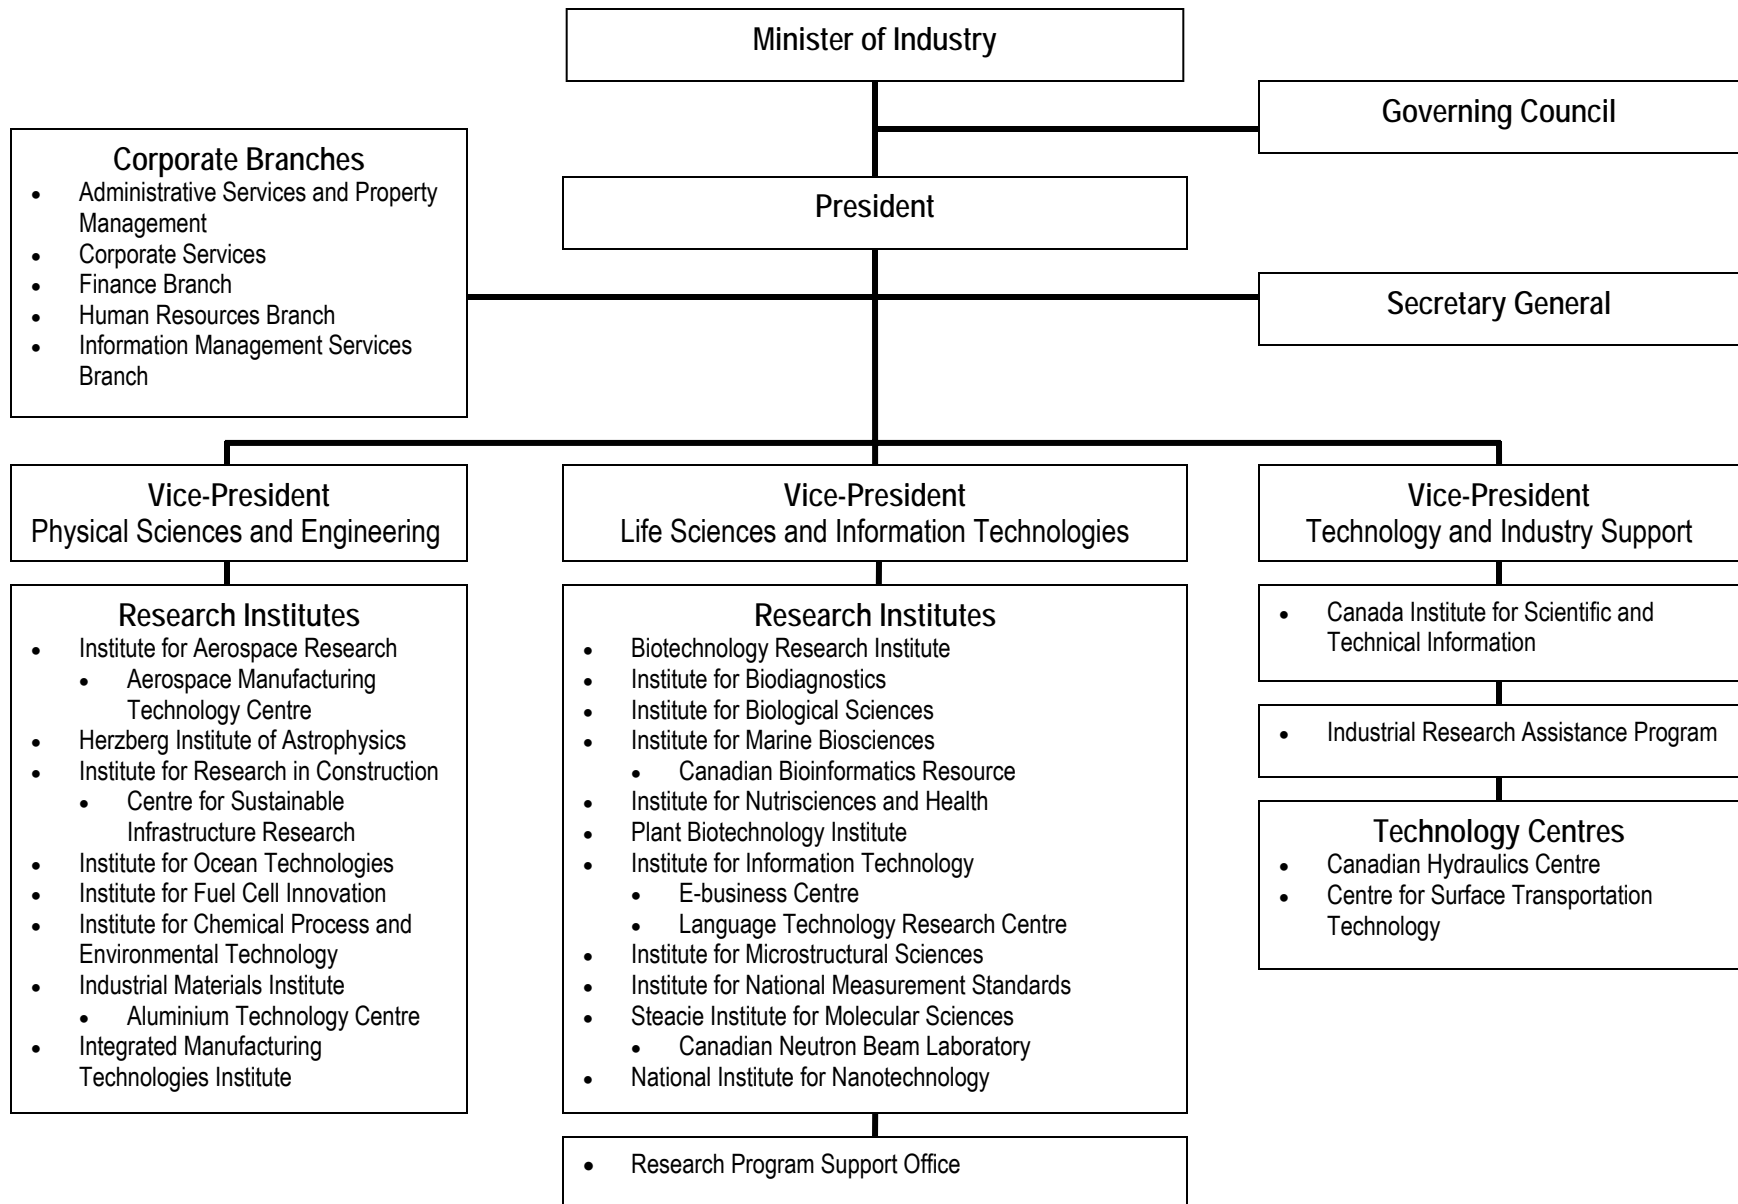 Minister of Industry
Governing Council
Corporate Branches
• Administrative Services and Property
Management
• Corporate Services
• Finance Branch
• Human Resources Branch
• Information Management Services
Branch
President
Secretary General
Vice-President
Physical Sciences and Engineering
Research Institutes
• Institute for Aerospace Research
• Aerospace Manufacturing
Technology Centre
• Herzberg Institute of Astrophysics
• Institute for Research in Construction
• Centre for Sustainable
Infrastructure Research
• Institute for Ocean Technologies
• Institute for Fuel Cell Innovation
• Institute for Chemical Process and
Environmental Technology
• Industrial Materials Institute
• Aluminium Technology Centre
• Integrated Manufacturing
Technologies Institute
Vice-President
Life Sciences and Information Technologies
Research Institutes
• Biotechnology Research Institute
• Institute for Biodiagnostics
• Institute for Biological Sciences
• Institute for Marine Biosciences
• Canadian Bioinformatics Resource
• Institute for Nutrisciences and Health
• Plant Biotechnology Institute
• Institute for Information Technology
• E-business Centre
• Language Technology Research Centre
• Institute for Microstructural Sciences
• Institute for National Measurement Standards
• Steacie Institute for Molecular Sciences
• Canadian Neutron Beam Laboratory
• National Institute for Nanotechnology
• Research Program Support Office
Vice-President
Technology and Industry Support
• Canada Institute for Scientific and
Technical Information
• Industrial Research Assistance Program
Technology Centres
• Canadian Hydraulics Centre
• Centre for Surface Transportation
Technology